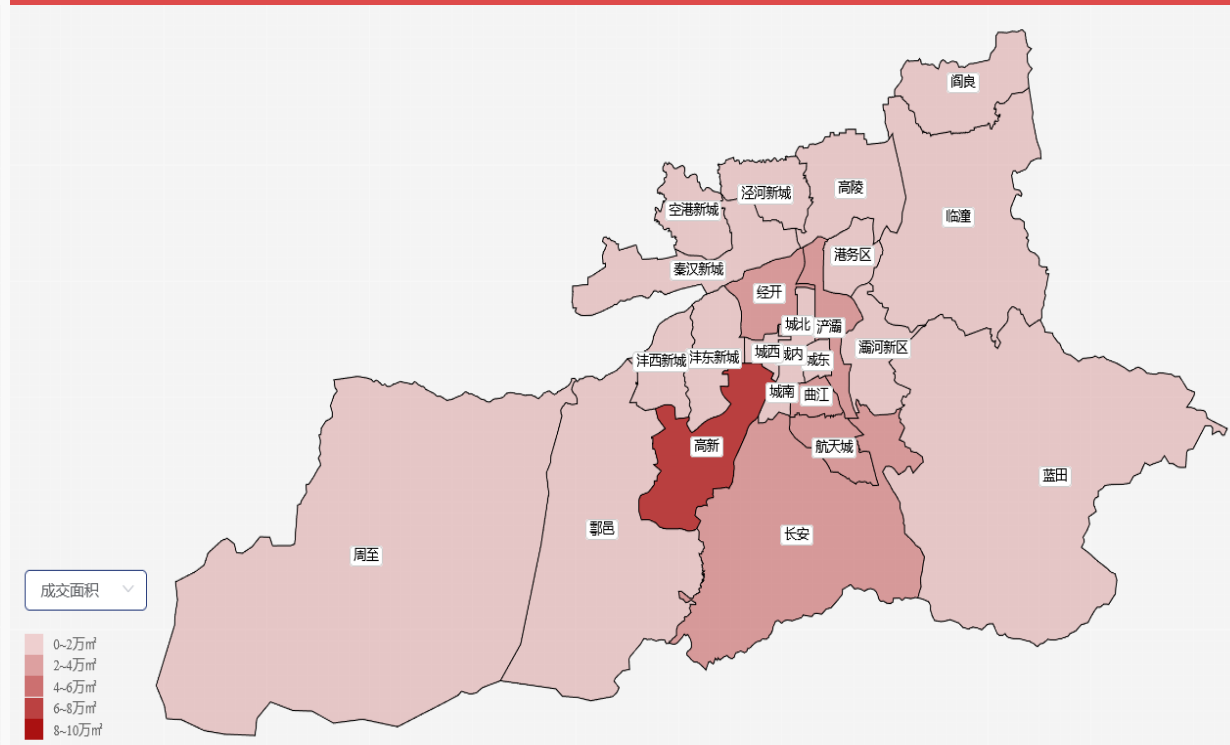 阎良
泾河新城
高陵
空港新城
临潼
港务区
秦汉新城
经开
城北
浐灞
灞河新区
城西
城内
城东
沣西新城
沣东新城
城南
曲江
高新
航天城
蓝田
鄠邑
长安
周至
成交面积
0~2万㎡
2~4万㎡
4~6万㎡
6~8万㎡
8~10万㎡